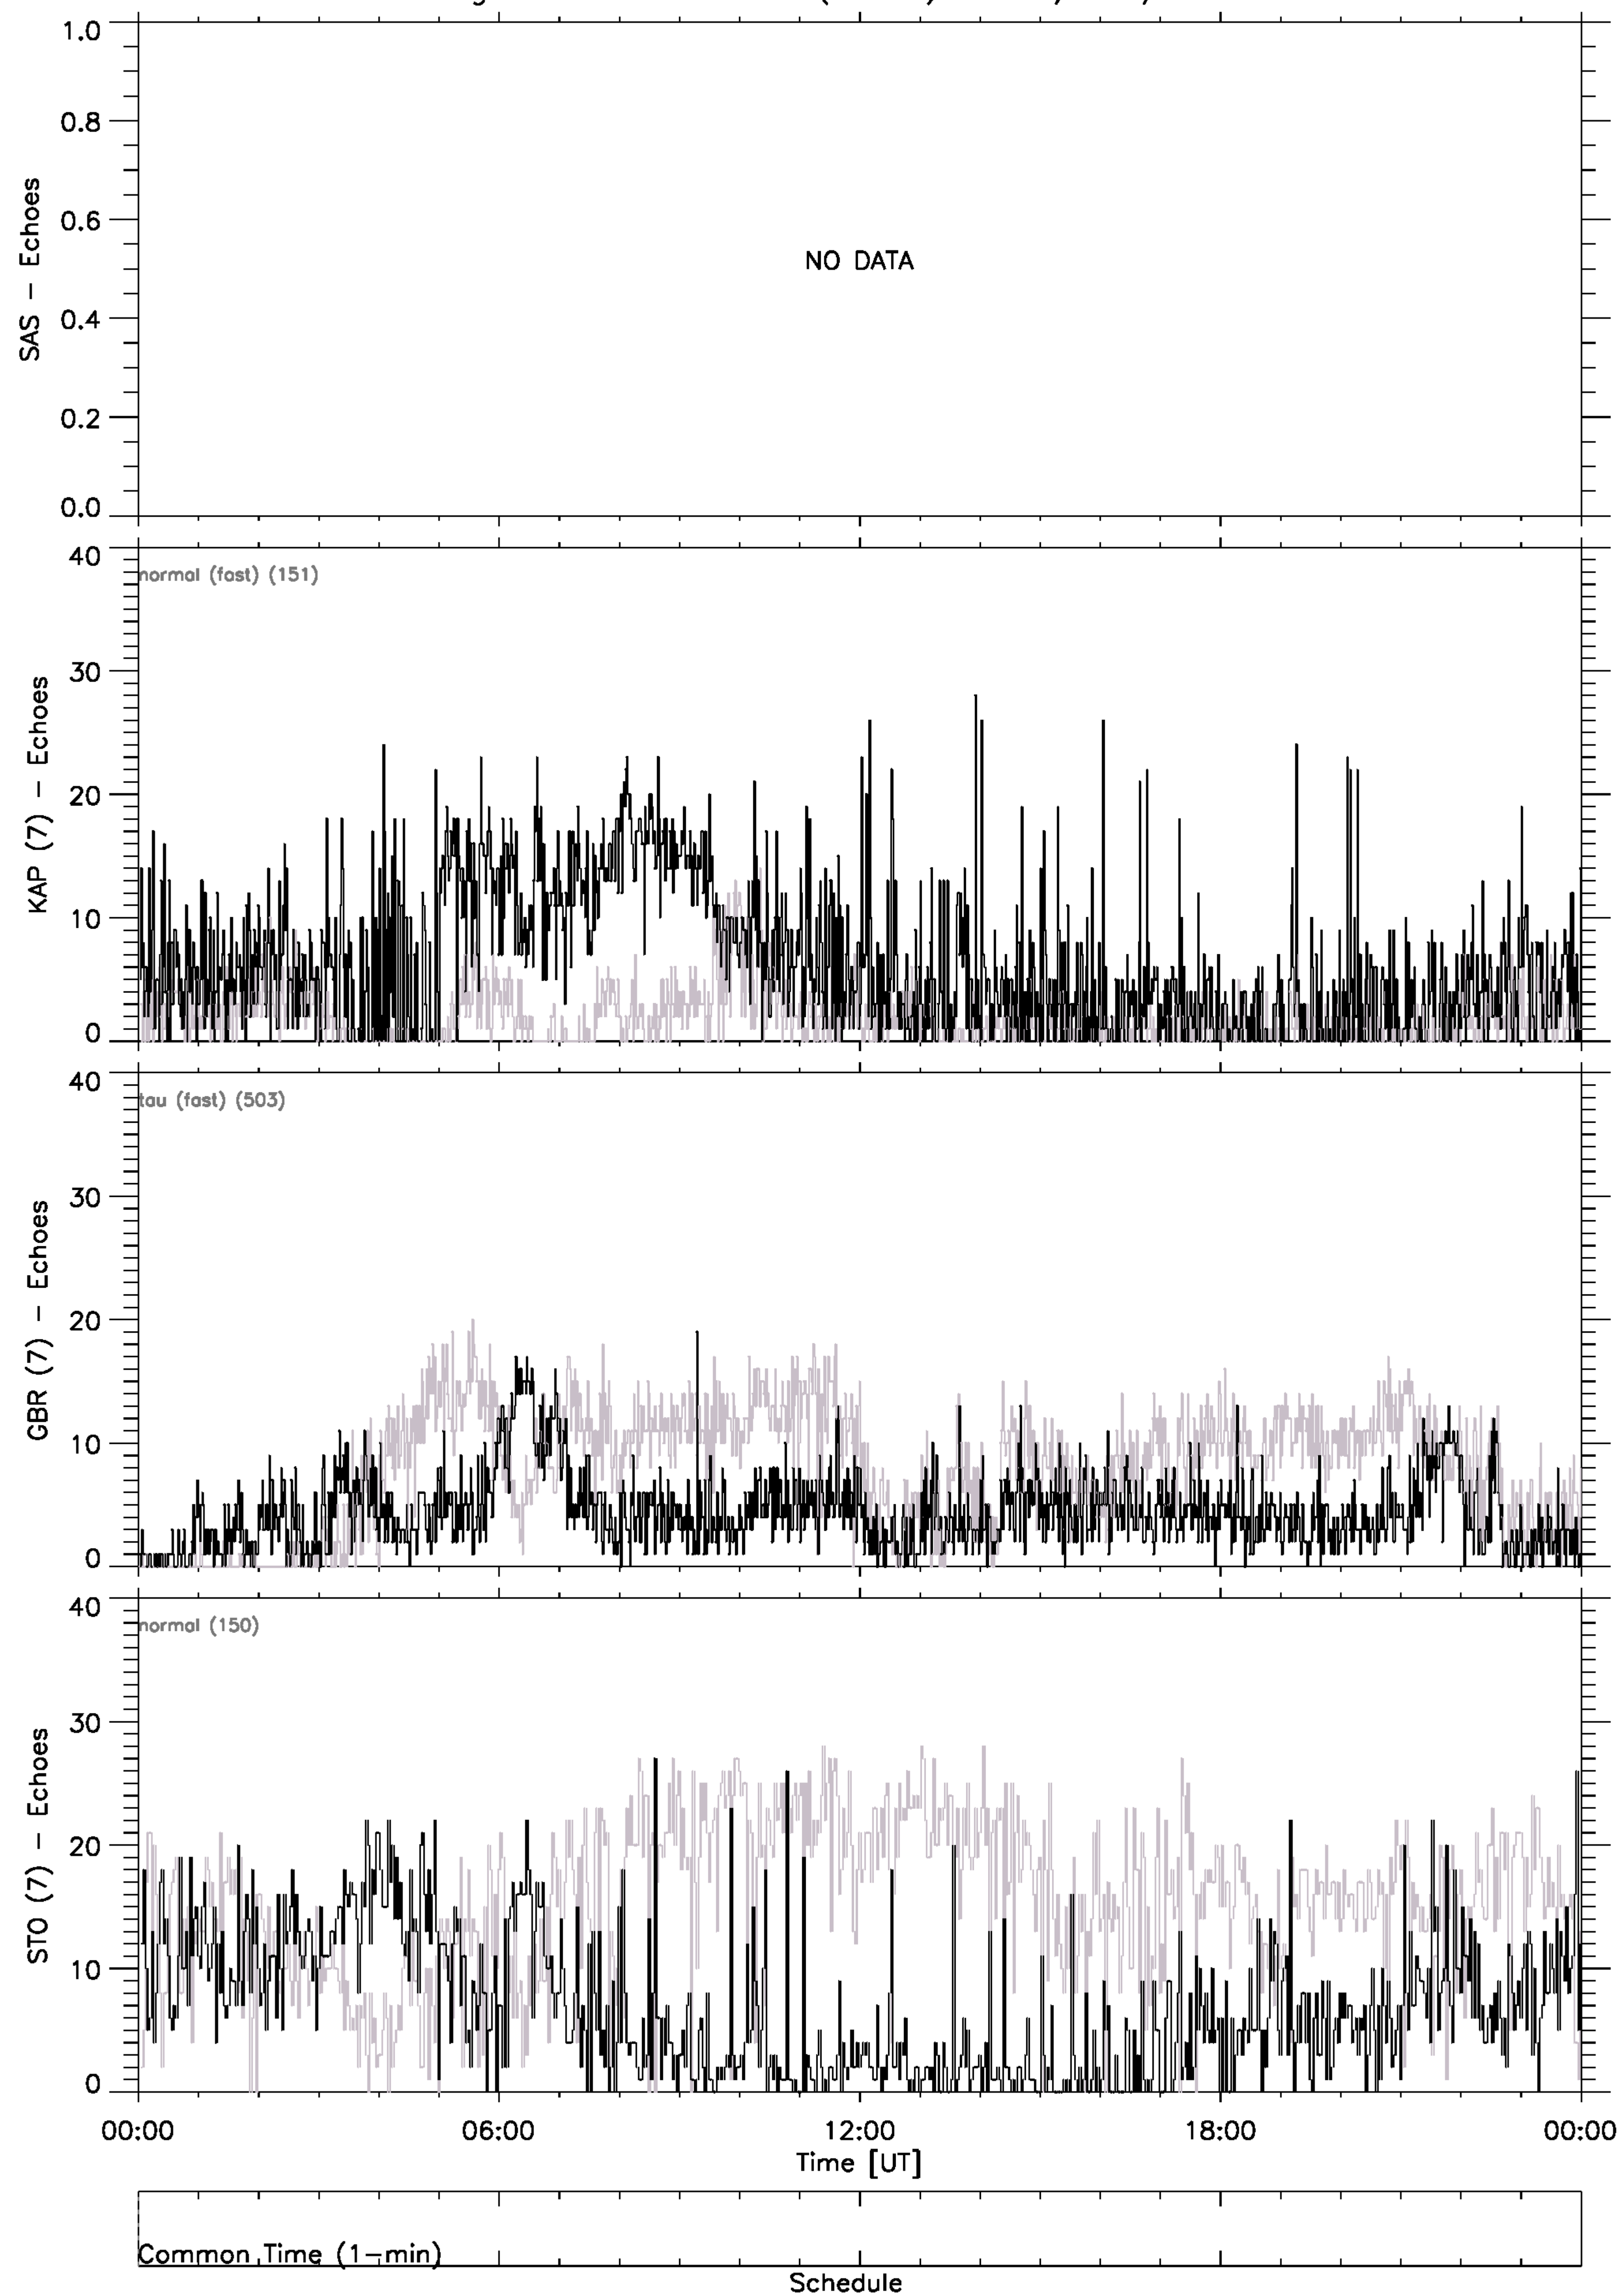 1.0
0.8
0.6
0.4
0.2
0.0
SAS – Echoes
NO DATA
40
30
20
10
0
KAP (7) – Echoes
normal (fast) (151)
40
30
20
10
0
GBR (7) – Echoes
tau (fast) (503)
40
30
20
10
0
STO (7) – Echoes
normal (150)
00:00 06:00 12:00 18:00 00:00
Time [UT]
Common Time (1–min)
Schedule